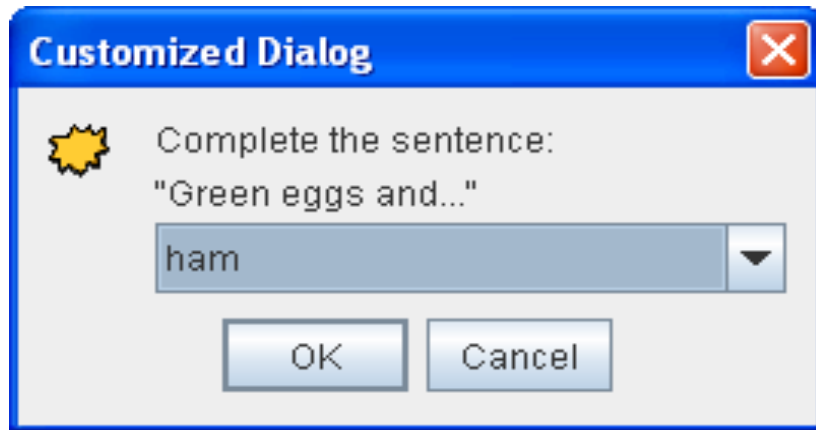 Customized Dialog
Complete the sentence:
"Green eggs and..."
ham
OK Cancel